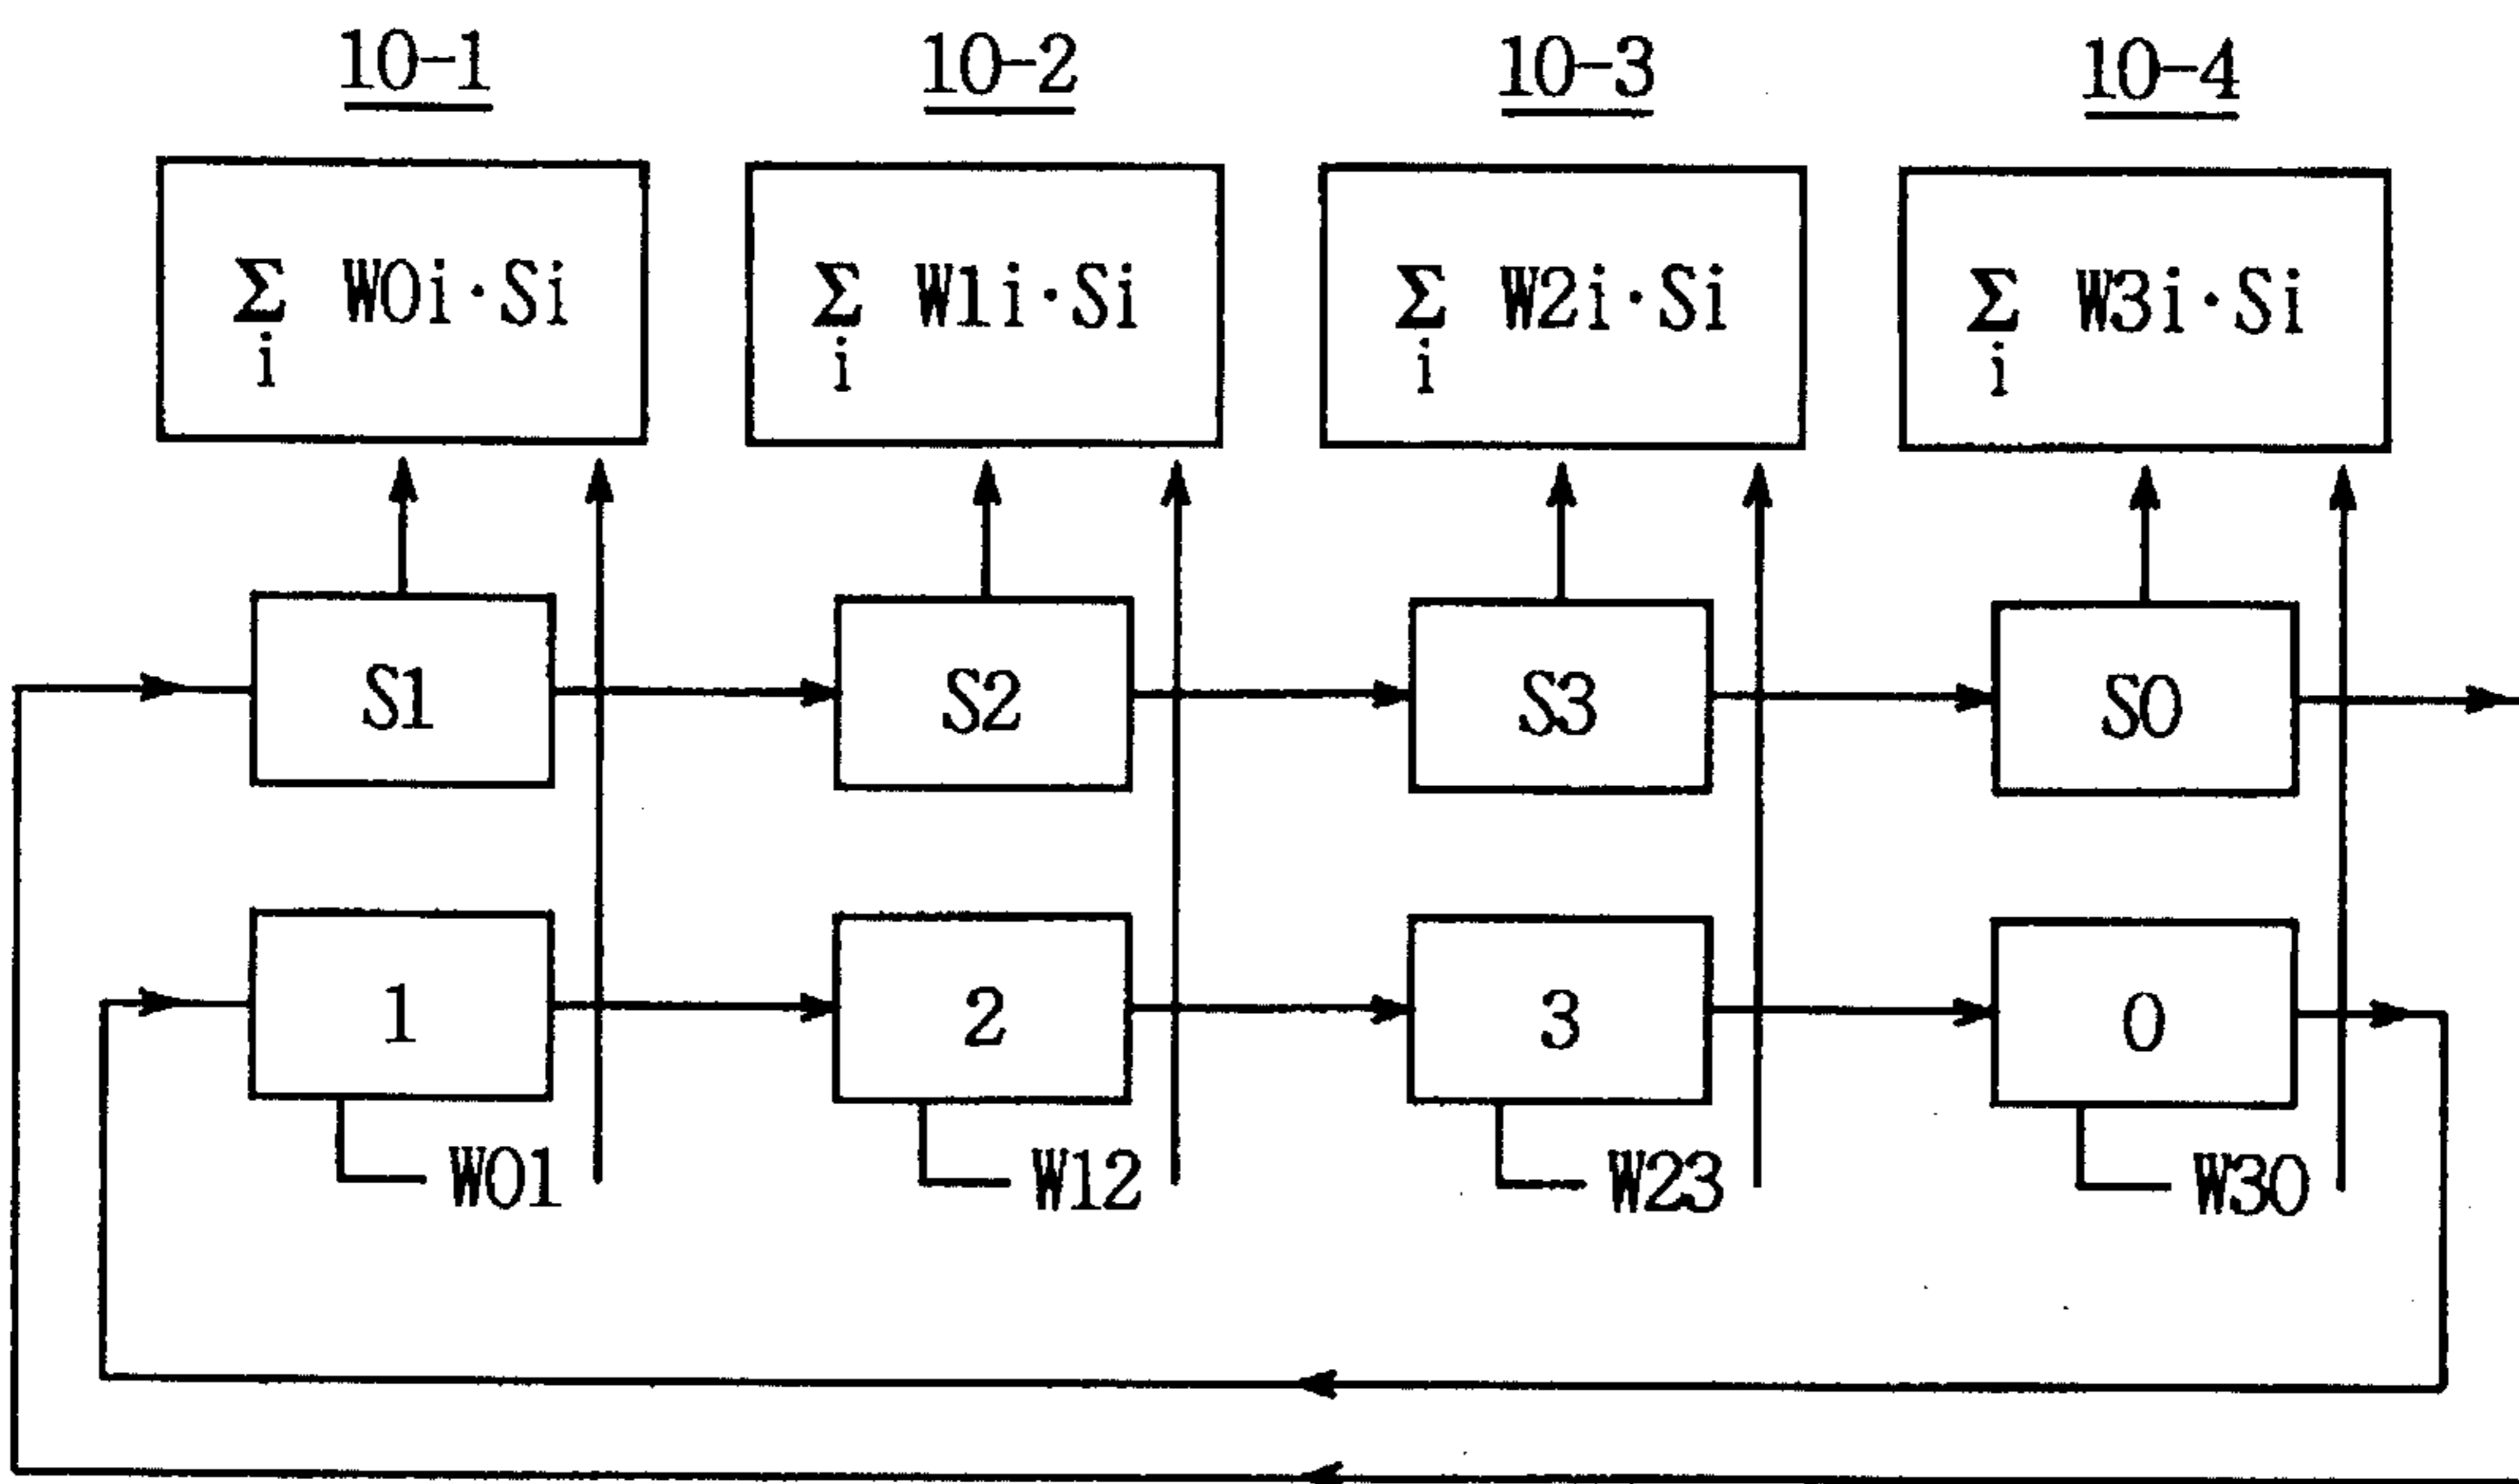 10-1 10-2 10-3 10-4
Σ W0i·Si Σ W1i·Si Σ W2i·Si Σ W3i·Si
i i i i
S1 S2 S3 S0
1 2 3 0
W01 W12 W23 W30